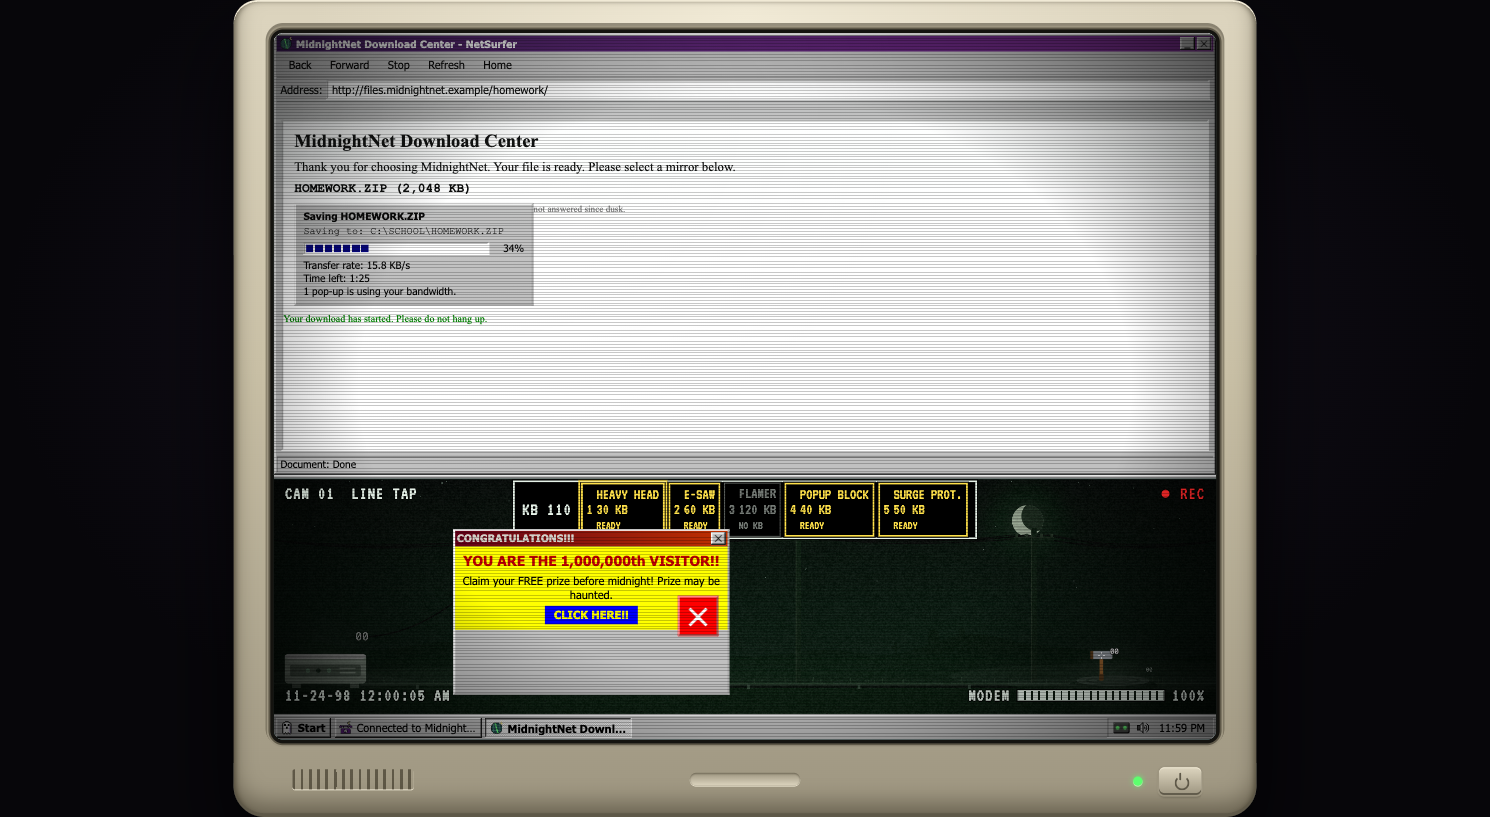 MidnightNet Download Center - NetSurfer
Back Forward Stop Refresh Home
Address: http://files.midnightnet.example/homework/
MidnightNet Download Center
Thank you for choosing MidnightNet. Your file is ready. Please select a mirror below.
HOMEWORK.ZIP (2,048 KB)
not answered since dusk.
Saving HOMEWORK.ZIP
Saving to: C:\SCHOOL\HOMEWORK.ZIP
34%
Transfer rate: 15.8 KB/s
Time left: 1:25
1 pop-up is using your bandwidth.
Your download has started. Please do not hang up.
Document: Done
CAM 01 LINE TAP
KB 110
HEAVY HEAD
1 30 KB
READY
E-SAW
2 60 KB
READY
FLAMER
3 120 KB
NO KB
POPUP BLOCK
4 40 KB
READY
SURGE PROT.
5 50 KB
READY
REC
CONGRATULATIONS!!!
YOU ARE THE 1,000,000th VISITOR!!
Claim your FREE prize before midnight! Prize may be
haunted.
CLICK HERE!!
00
00
11-24-98 12:00:05 AM
MODEM 100%
Start
Connected to Midnight...
MidnightNet Downl...
11:59 PM